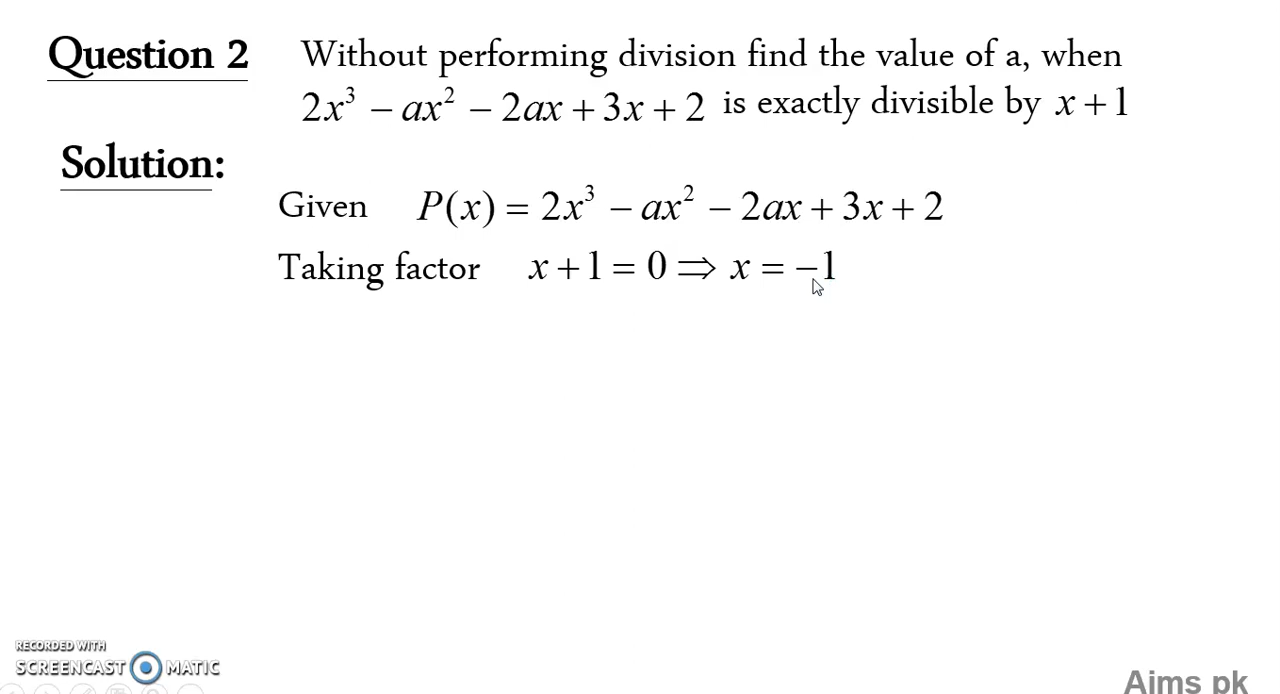 Question 2 Without performing division find the value of a, when
2x³ − ax² − 2ax + 3x + 2 is exactly divisible by x + 1
Solution:
Given P(x) = 2x³ − ax² − 2ax + 3x + 2
Taking factor x + 1 = 0 ⇒ x = −1
RECORDED WITH
SCREENCAST MATIC
Aims pk